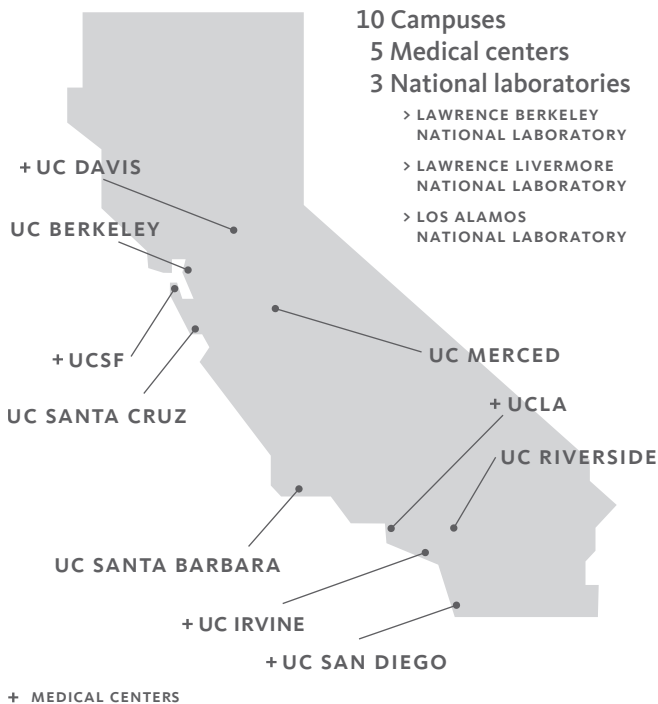 10 Campuses
5 Medical centers
3 National laboratories
> LAWRENCE BERKELEY
NATIONAL LABORATORY
> LAWRENCE LIVERMORE
NATIONAL LABORATORY
> LOS ALAMOS
NATIONAL LABORATORY
+ UC DAVIS
UC BERKELEY
+ UCSF
UC SANTA CRUZ
UC MERCED
+ UCLA
UC RIVERSIDE
UC SANTA BARBARA
+ UC IRVINE
+ UC SAN DIEGO
+ MEDICAL CENTERS